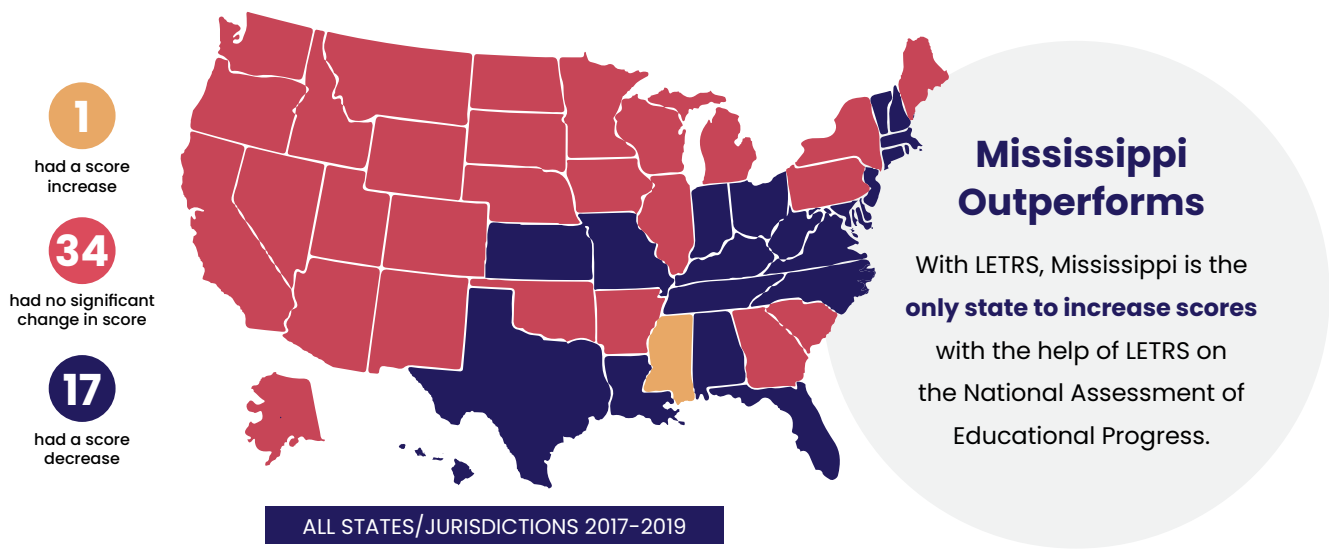 1
had a score
increase
34
had no significant
change in score
17
had a score
decrease
ALL STATES/JURISDICTIONS 2017-2019
Mississippi
Outperforms
With LETRS, Mississippi is the
only state to increase scores
with the help of LETRS on
the National Assessment of
Educational Progress.